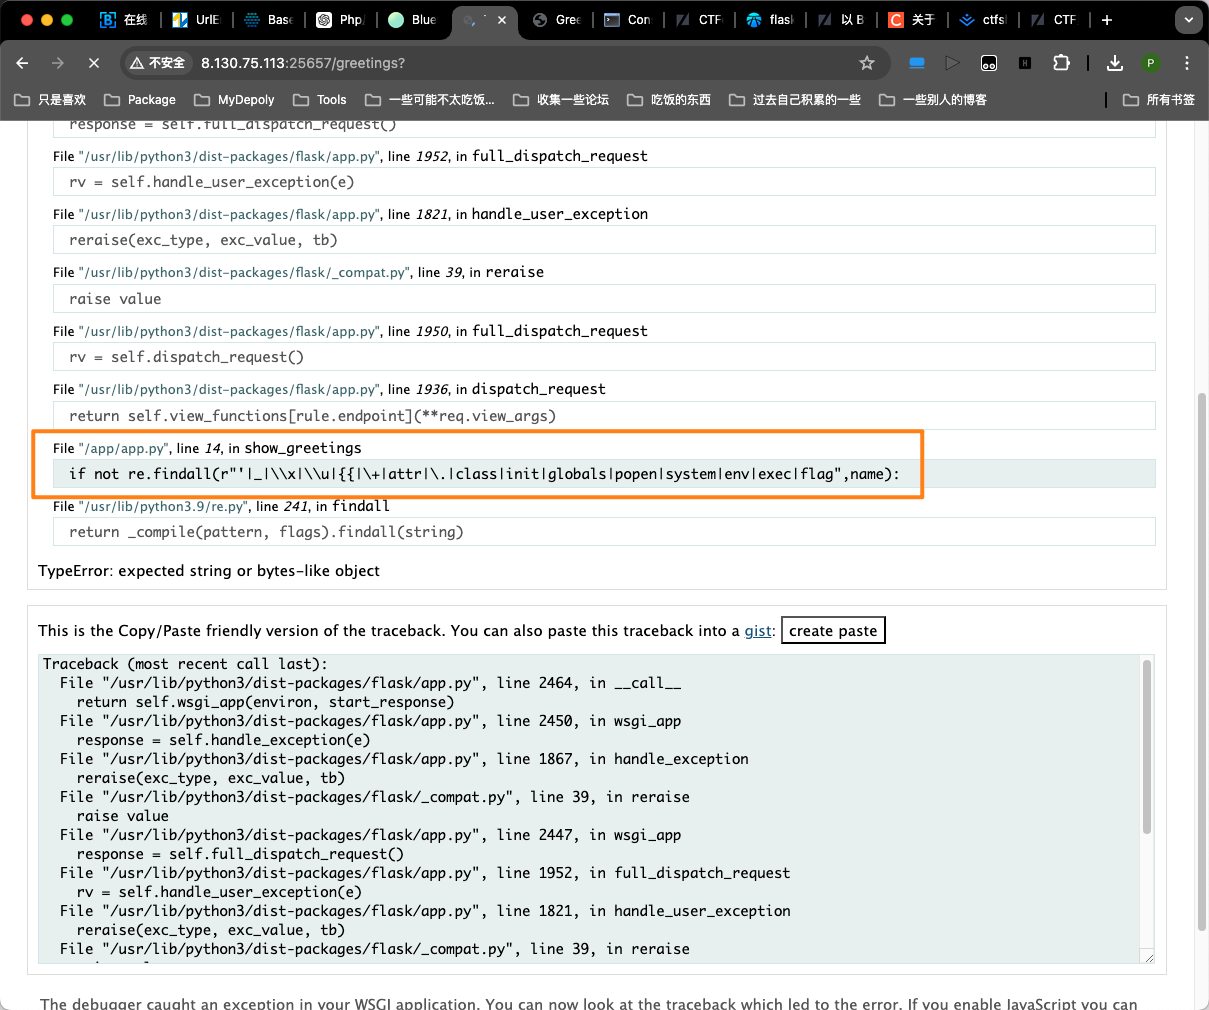 在线 UrlE Base Php Blue Gree Con CTF flask 以 B 关于 ctfs CTF
不安全 8.130.75.113:25657/greetings?
只是喜欢 Package MyDepoly Tools 一些可能不太吃饭... 收集一些论坛 吃饭的东西 过去自己积累的一些 一些别人的博客 所有书签
response = self.full_dispatch_request()
File "/usr/lib/python3/dist-packages/flask/app.py", line 1952, in full_dispatch_request
rv = self.handle_user_exception(e)
File "/usr/lib/python3/dist-packages/flask/app.py", line 1821, in handle_user_exception
reraise(exc_type, exc_value, tb)
File "/usr/lib/python3/dist-packages/flask/_compat.py", line 39, in reraise
raise value
File "/usr/lib/python3/dist-packages/flask/app.py", line 1950, in full_dispatch_request
rv = self.dispatch_request()
File "/usr/lib/python3/dist-packages/flask/app.py", line 1936, in dispatch_request
return self.view_functions[rule.endpoint](**req.view_args)
File "/app/app.py", line 14, in show_greetings
if not re.findall(r"'|_|\\x|\\u|{{|\+|attr|\.|class|init|globals|popen|system|env|exec|flag",name):
File "/usr/lib/python3.9/re.py", line 241, in findall
return _compile(pattern, flags).findall(string)
TypeError: expected string or bytes-like object
This is the Copy/Paste friendly version of the traceback. You can also paste this traceback into a gist: create paste
Traceback (most recent call last):
File "/usr/lib/python3/dist-packages/flask/app.py", line 2464, in __call__
return self.wsgi_app(environ, start_response)
File "/usr/lib/python3/dist-packages/flask/app.py", line 2450, in wsgi_app
response = self.handle_exception(e)
File "/usr/lib/python3/dist-packages/flask/app.py", line 1867, in handle_exception
reraise(exc_type, exc_value, tb)
File "/usr/lib/python3/dist-packages/flask/_compat.py", line 39, in reraise
raise value
File "/usr/lib/python3/dist-packages/flask/app.py", line 2447, in wsgi_app
response = self.full_dispatch_request()
File "/usr/lib/python3/dist-packages/flask/app.py", line 1952, in full_dispatch_request
rv = self.handle_user_exception(e)
File "/usr/lib/python3/dist-packages/flask/app.py", line 1821, in handle_user_exception
reraise(exc_type, exc_value, tb)
File "/usr/lib/python3/dist-packages/flask/_compat.py", line 39, in reraise
The debugger caught an exception in your WSGI application. You can now look at the traceback which led to the error. If you enable JavaScript you can